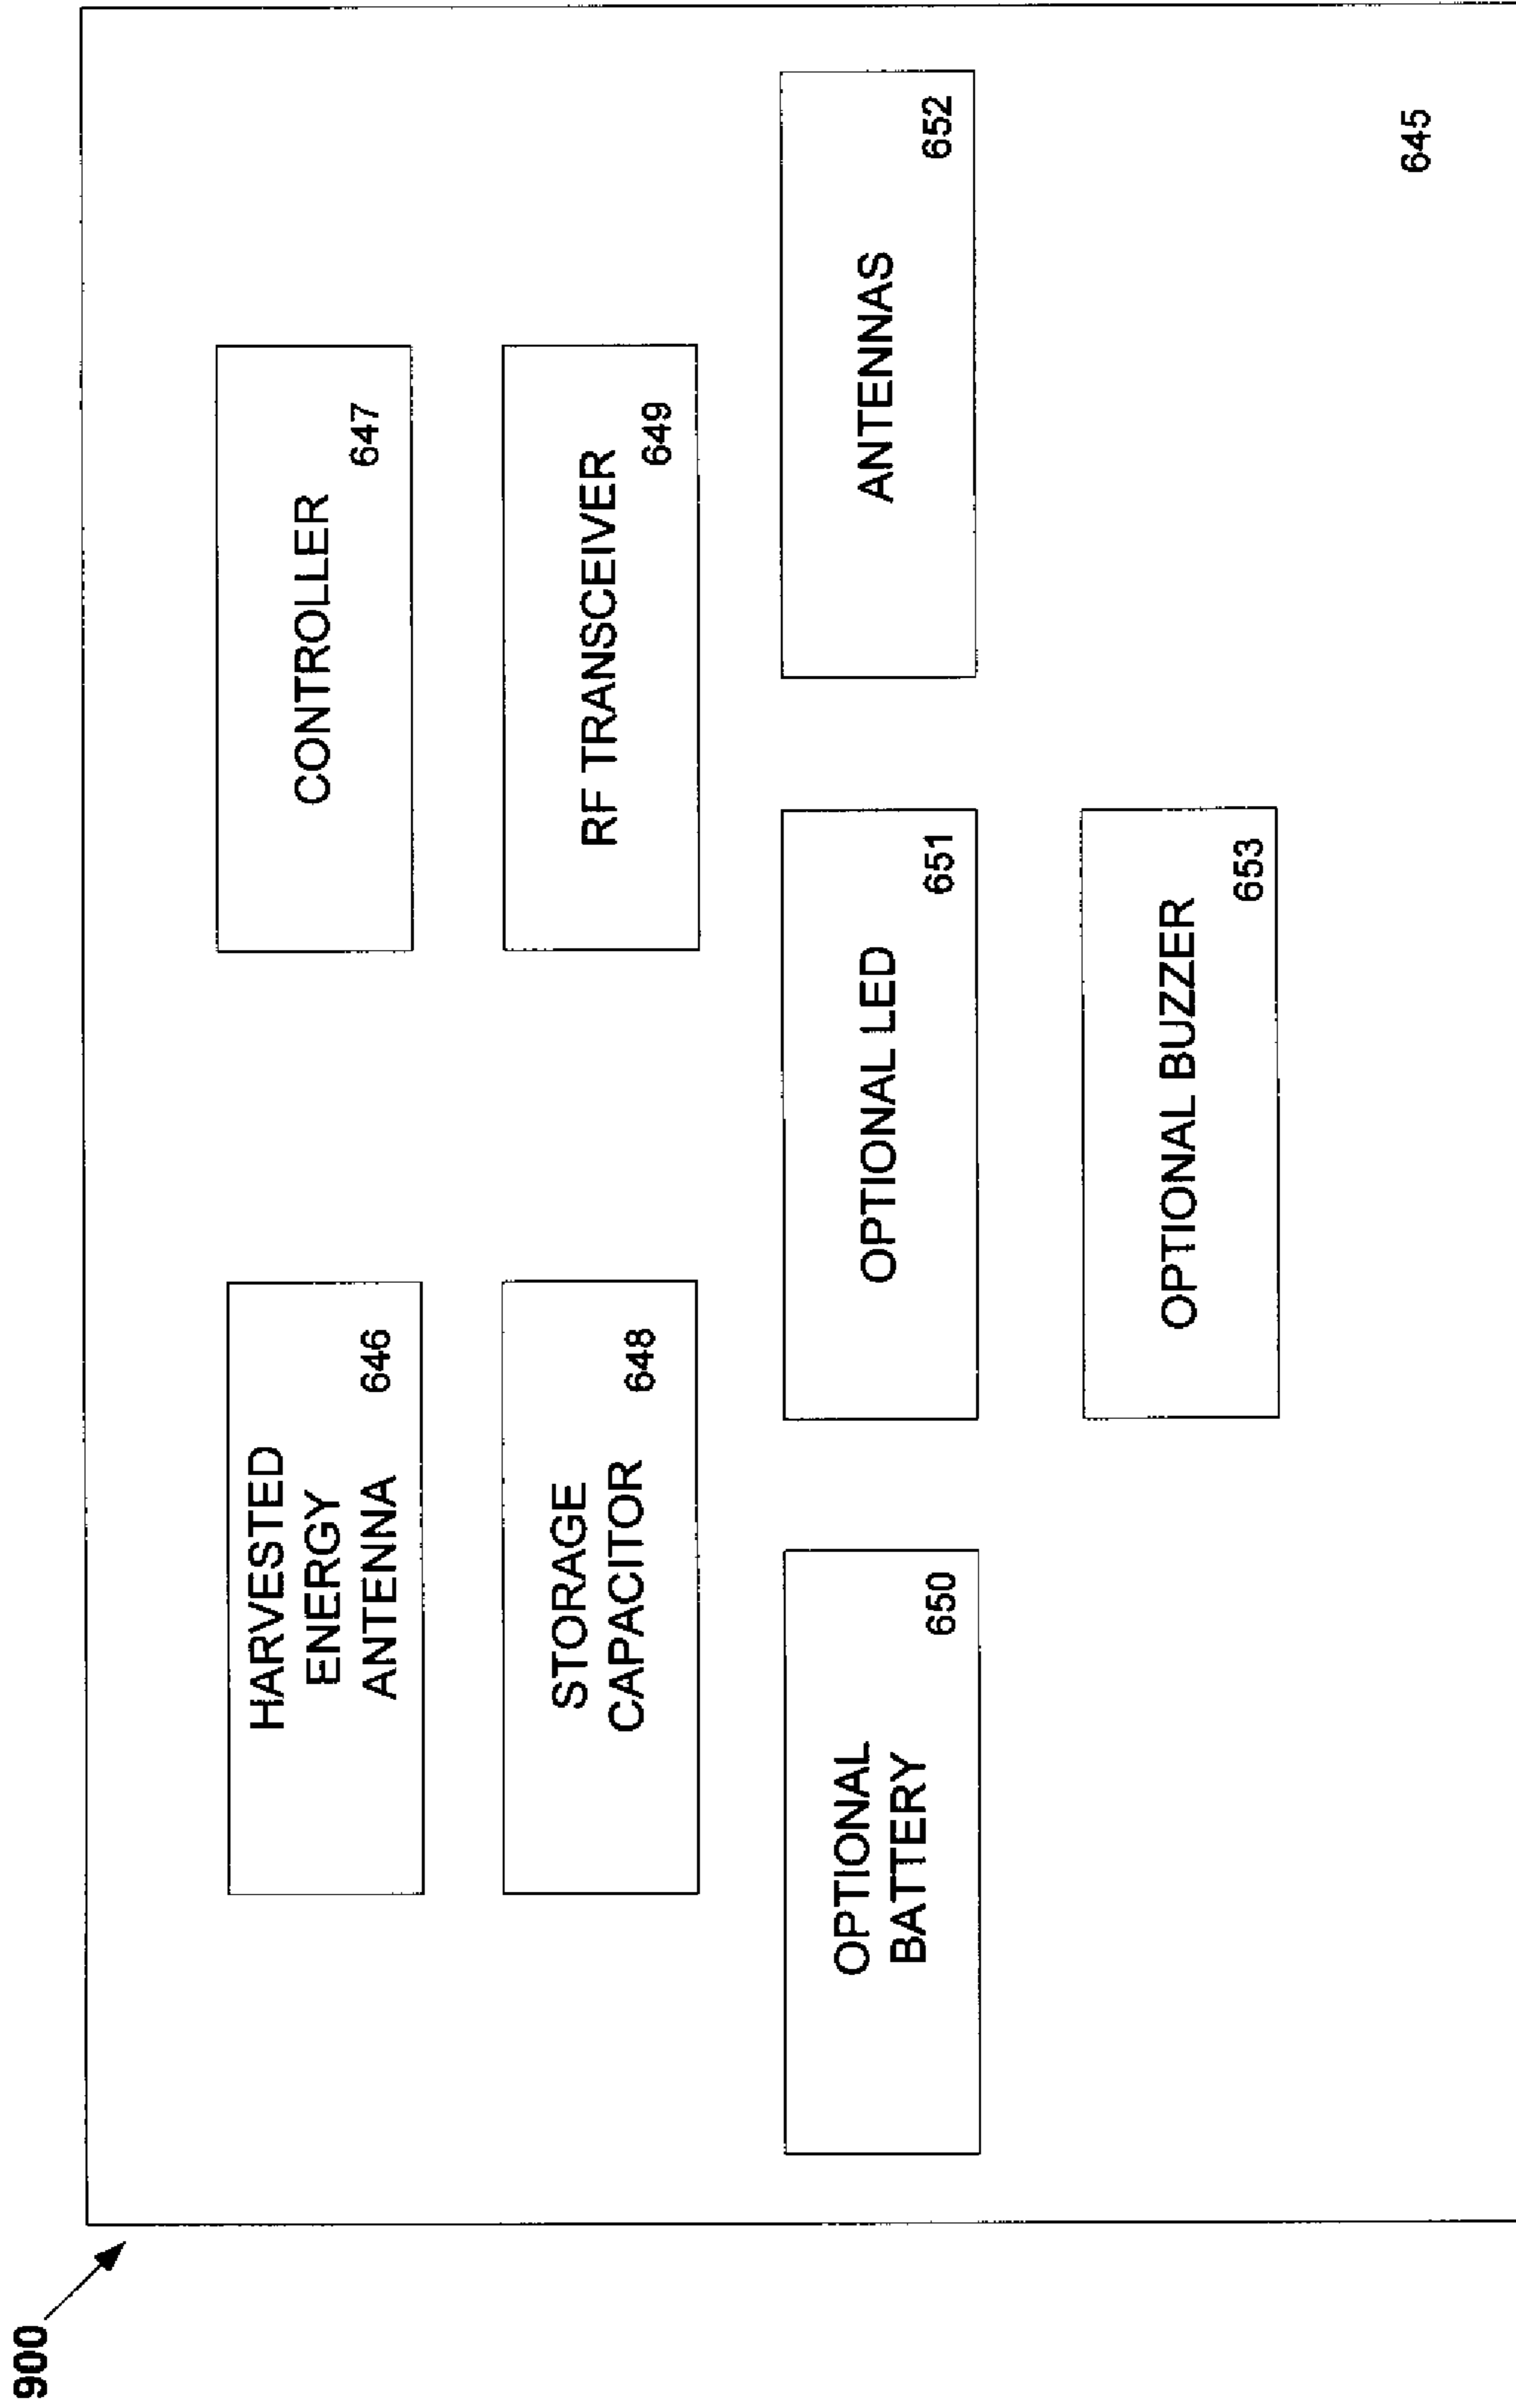 900
HARVESTED
ENERGY
ANTENNA 646
CONTROLLER
647
STORAGE
CAPACITOR 648
RF TRANSCEIVER
649
OPTIONAL
BATTERY
650
OPTIONAL LED
651
ANTENNAS
652
OPTIONAL BUZZER
653
645